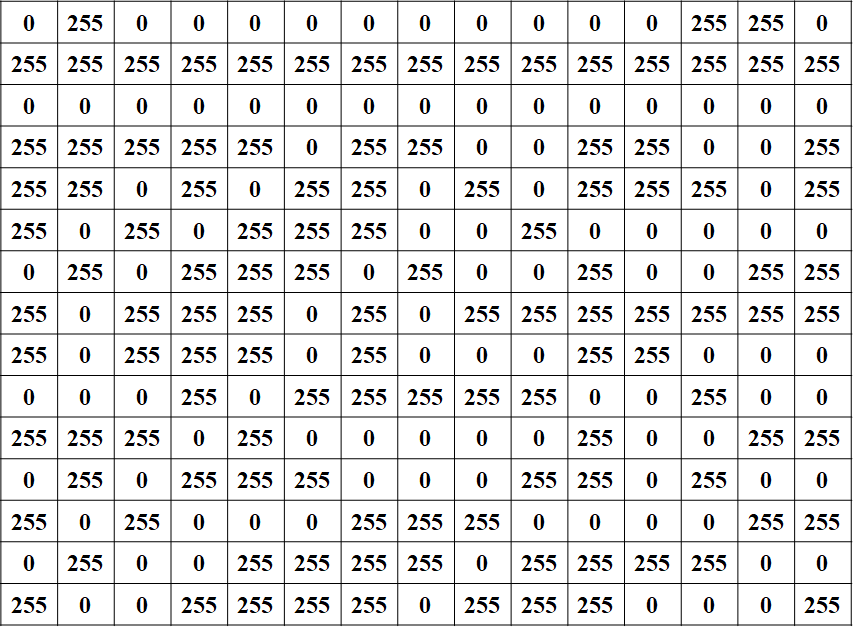 0 255 0 0 0 0 0 0 0 0 0 0 255 255 0
255 255 255 255 255 255 255 255 255 255 255 255 255 255 255
0 0 0 0 0 0 0 0 0 0 0 0 0 0 0
255 255 255 255 255 0 255 255 0 0 255 255 0 0 255
255 255 0 255 0 255 255 0 255 0 255 255 255 0 255
255 0 255 0 255 255 255 0 0 255 0 0 0 0 0
0 255 0 255 255 255 0 255 0 0 255 0 0 255 255
255 0 255 255 255 0 255 0 255 255 255 255 255 255 255
255 0 255 255 255 0 255 0 0 0 255 255 0 0 0
0 0 0 255 0 255 255 255 255 255 0 0 255 0 0
255 255 255 0 255 0 0 0 0 0 255 0 0 255 255
0 255 0 255 255 255 0 0 0 255 255 0 255 0 0
255 0 255 0 0 0 255 255 255 0 0 0 0 255 255
0 255 0 0 255 255 255 255 0 255 255 255 255 0 0
255 0 0 255 255 255 255 0 255 255 255 0 0 0 255